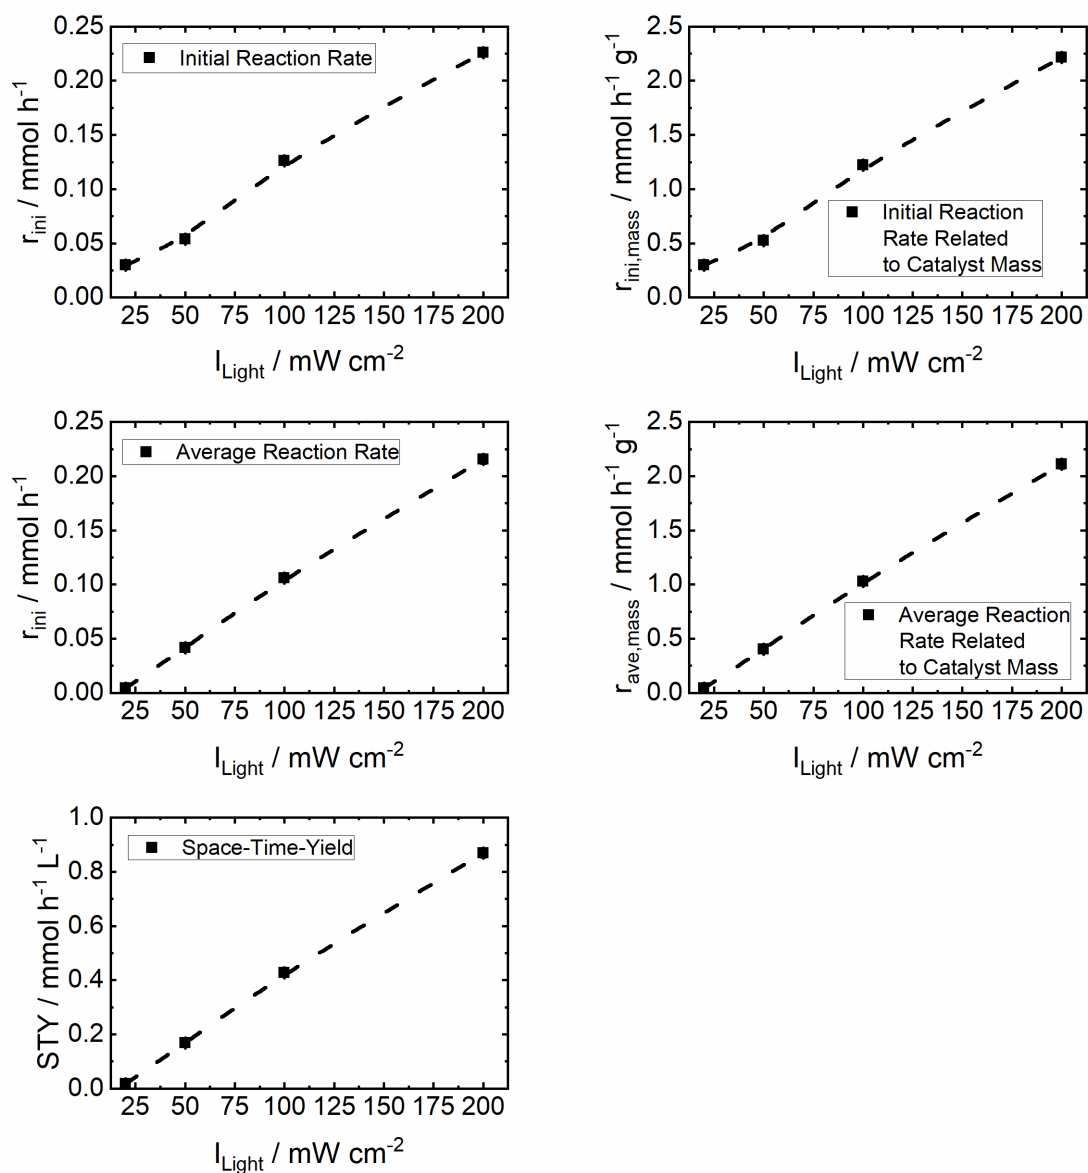 0.25
0.20
0.15
0.10
0.05
0.00
r_ini / mmol h⁻¹
Initial Reaction Rate
25 50 75 100 125 150 175 200
I_Light / mW cm⁻²
2.5
2.0
1.5
1.0
0.5
0.0
r_ini,mass / mmol h⁻¹ g⁻¹
Initial Reaction
Rate Related
to Catalyst Mass
25 50 75 100 125 150 175 200
I_Light / mW cm⁻²
0.25
0.20
0.15
0.10
0.05
0.00
r_ini / mmol h⁻¹
Average Reaction Rate
25 50 75 100 125 150 175 200
I_Light / mW cm⁻²
2.5
2.0
1.5
1.0
0.5
0.0
r_ave,mass / mmol h⁻¹ g⁻¹
Average Reaction
Rate Related
to Catalyst Mass
25 50 75 100 125 150 175 200
I_Light / mW cm⁻²
1.0
0.8
0.6
0.4
0.2
0.0
STY / mmol h⁻¹ L⁻¹
Space-Time-Yield
25 50 75 100 125 150 175 200
I_Light / mW cm⁻²